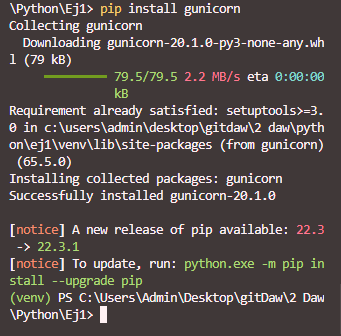 \Python\Ej1> pip install gunicorn
Collecting gunicorn
  Downloading gunicorn-20.1.0-py3-none-any.wh
l (79 kB)
     ━━━━━━━━━━ 79.5/79.5 2.2 MB/s eta 0:00:00
                kB
Requirement already satisfied: setuptools>=3.
0 in c:\users\admin\desktop\gitdaw\2 daw\pyth
on\ej1\venv\lib\site-packages (from gunicorn)
 (65.5.0)
Installing collected packages: gunicorn
Successfully installed gunicorn-20.1.0

[notice] A new release of pip available: 22.3
 -> 22.3.1
[notice] To update, run: python.exe -m pip in
stall --upgrade pip
(venv) PS C:\Users\Admin\Desktop\gitDaw\2 Daw
\Python\Ej1>